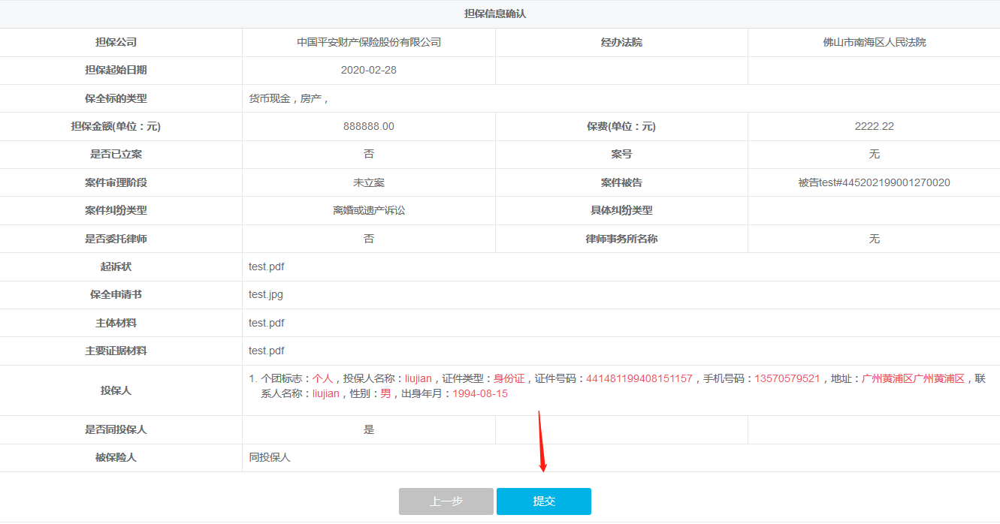 担保信息确认
担保公司 中国平安财产保险股份有限公司 经办法院 佛山市南海区人民法院
担保起始日期 2020-02-28
保全标的类型 货币现金，房产，
担保金额(单位：元) 888888.00 保费(单位：元) 2222.22
是否已立案 否 案号 无
案件审理阶段 未立案 案件被告 被告test#445202199001270020
案件纠纷类型 离婚或遗产诉讼 具体纠纷类型
是否委托律师 否 律师事务所名称 无
起诉状 test.pdf
保全申请书 test.jpg
主体材料 test.pdf
主要证据材料 test.pdf
投保人 1. 个团标志：个人，投保人名称：liujian，证件类型：身份证，证件号码：441481199408151157，手机号码：13570579521，地址：广州黄浦区广州黄浦区，联
系人名称：liujian，性别：男，出身年月：1994-08-15
是否同投保人 是
被保险人 同投保人
上一步 提交